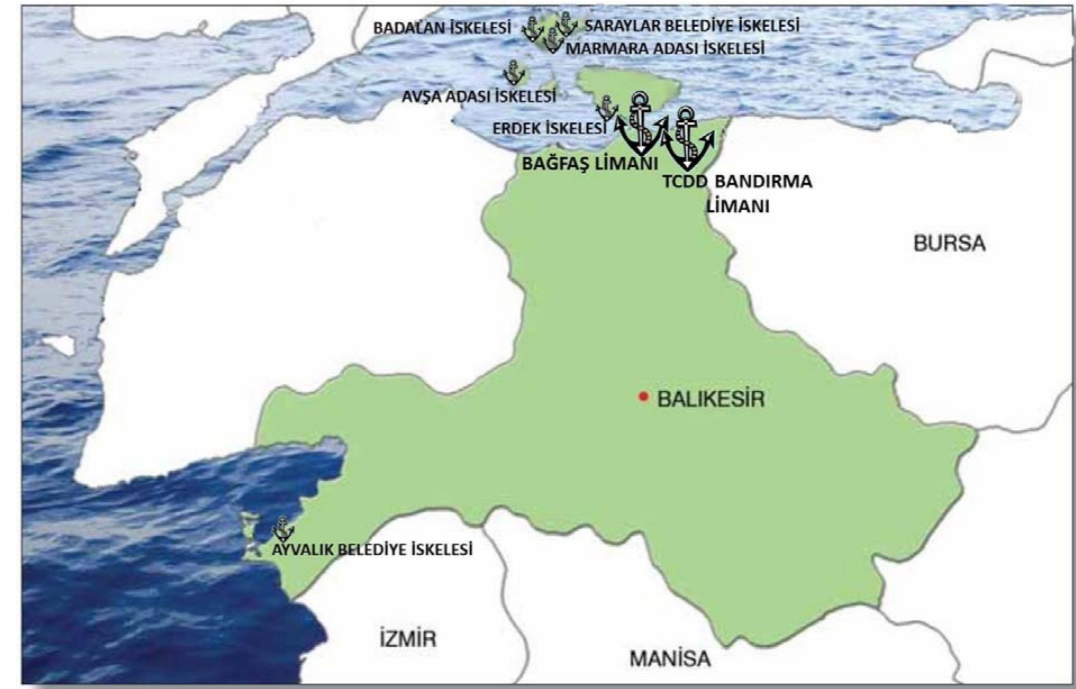 BADALAN İSKELESİ
SARAYLAR BELEDİYE İSKELESİ
MARMARA ADASI İSKELESİ
AVŞA ADASI İSKELESİ
ERDEK İSKELESİ
BAĞFAŞ LİMANI
TCDD BANDIRMA
LİMANI
BURSA
BALIKESİR
AYVALIK BELEDİYE İSKELESİ
İZMİR
MANİSA